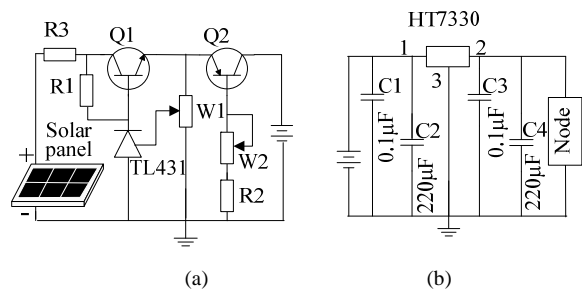 HT7330
R3
Q1
Q2
1
2
3
R1
C1
C3
W1
0.1µF
0.1µF
C2
C4
Node
Solar
panel
TL431
W2
+
-
R2
220µF
220µF
(a)
(b)